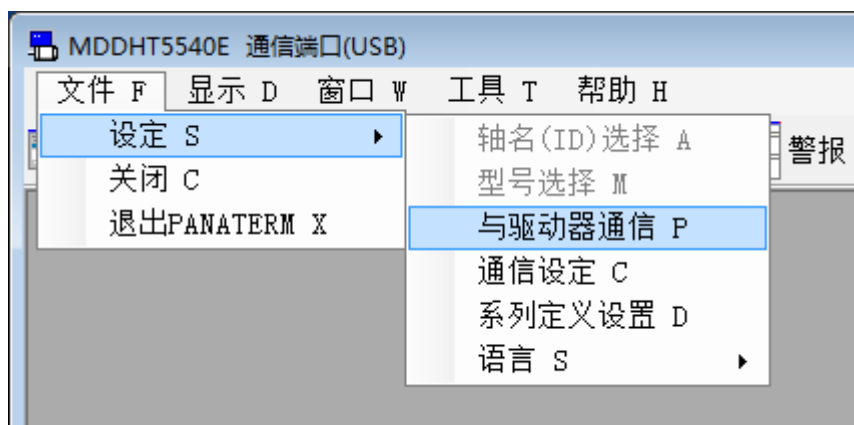 MDDHT5540E 通信端口(USB)
文件 F 显示 D 窗口 W 工具 T 帮助 H
设定 S
关闭 C
退出PANATERM X
轴名(ID)选择 A
型号选择 M
与驱动器通信 P
通信设定 C
系列定义设置 D
语言 S
警报